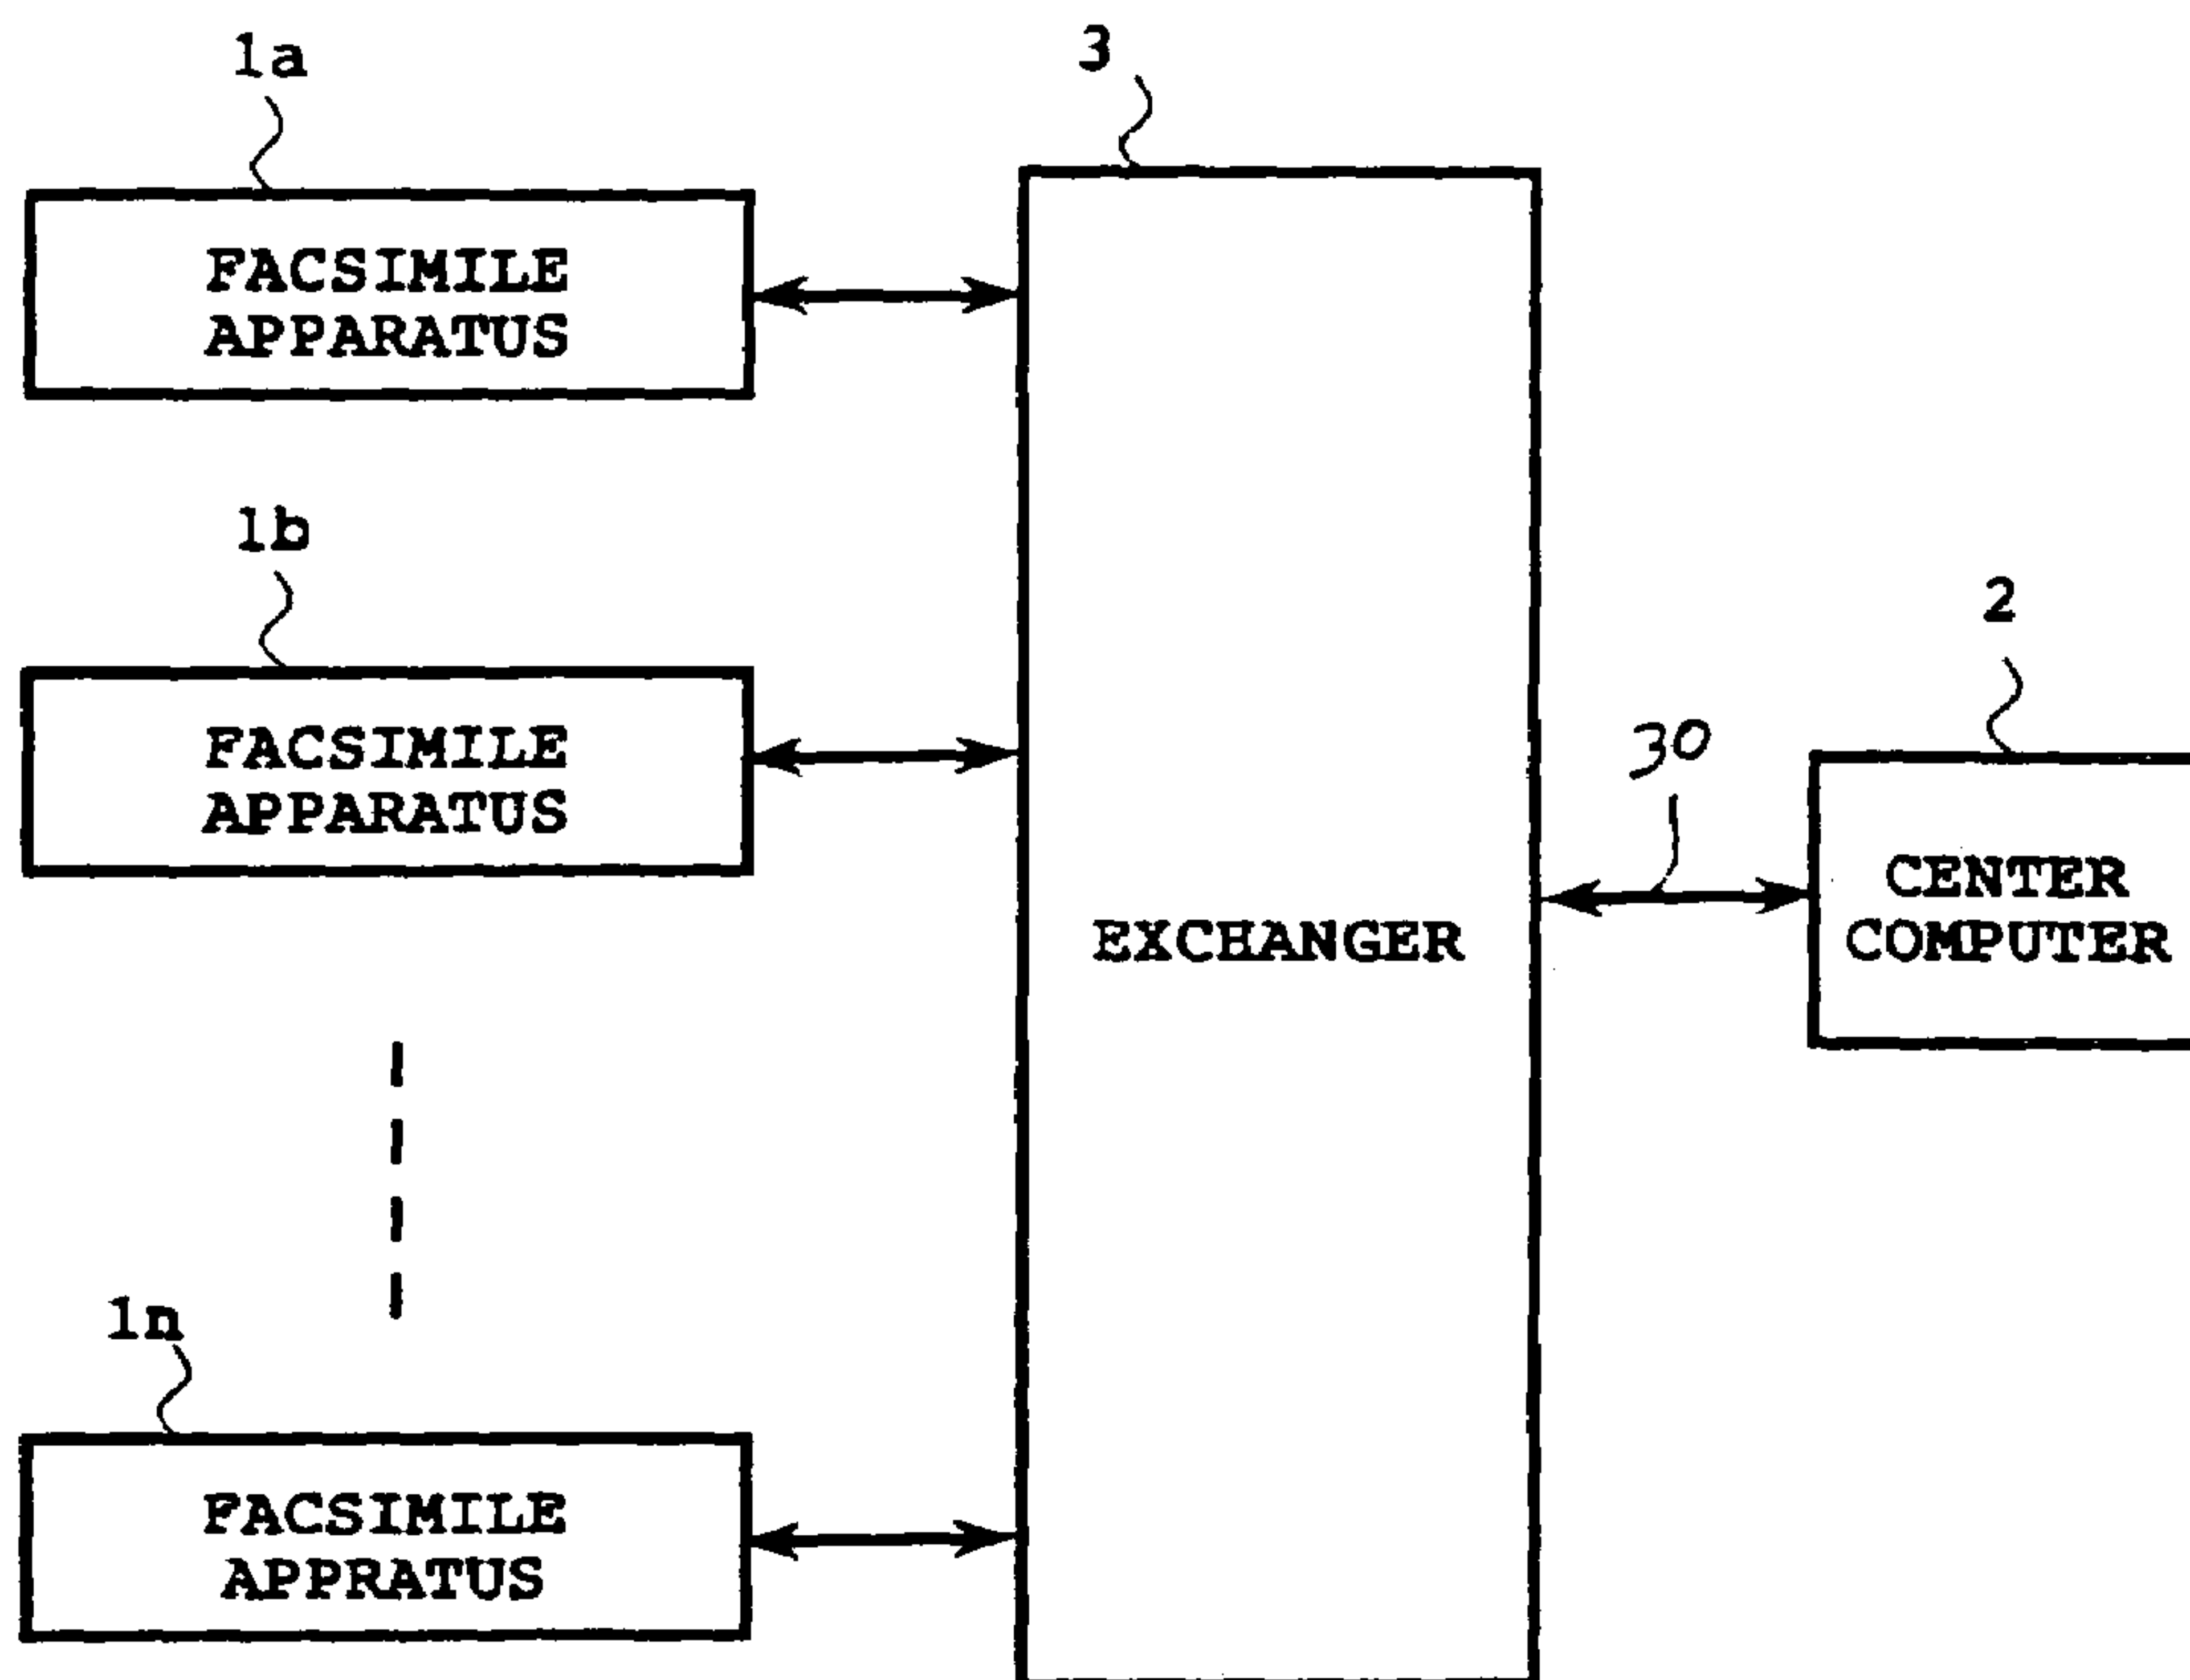 1a
3
FACSIMILE
APPARATUS
1b
FACSIMILE
APPARATUS
2
30
CENTER
COMPUTER
EXCHANGER
1n
FACSIMILE
APPRATUS